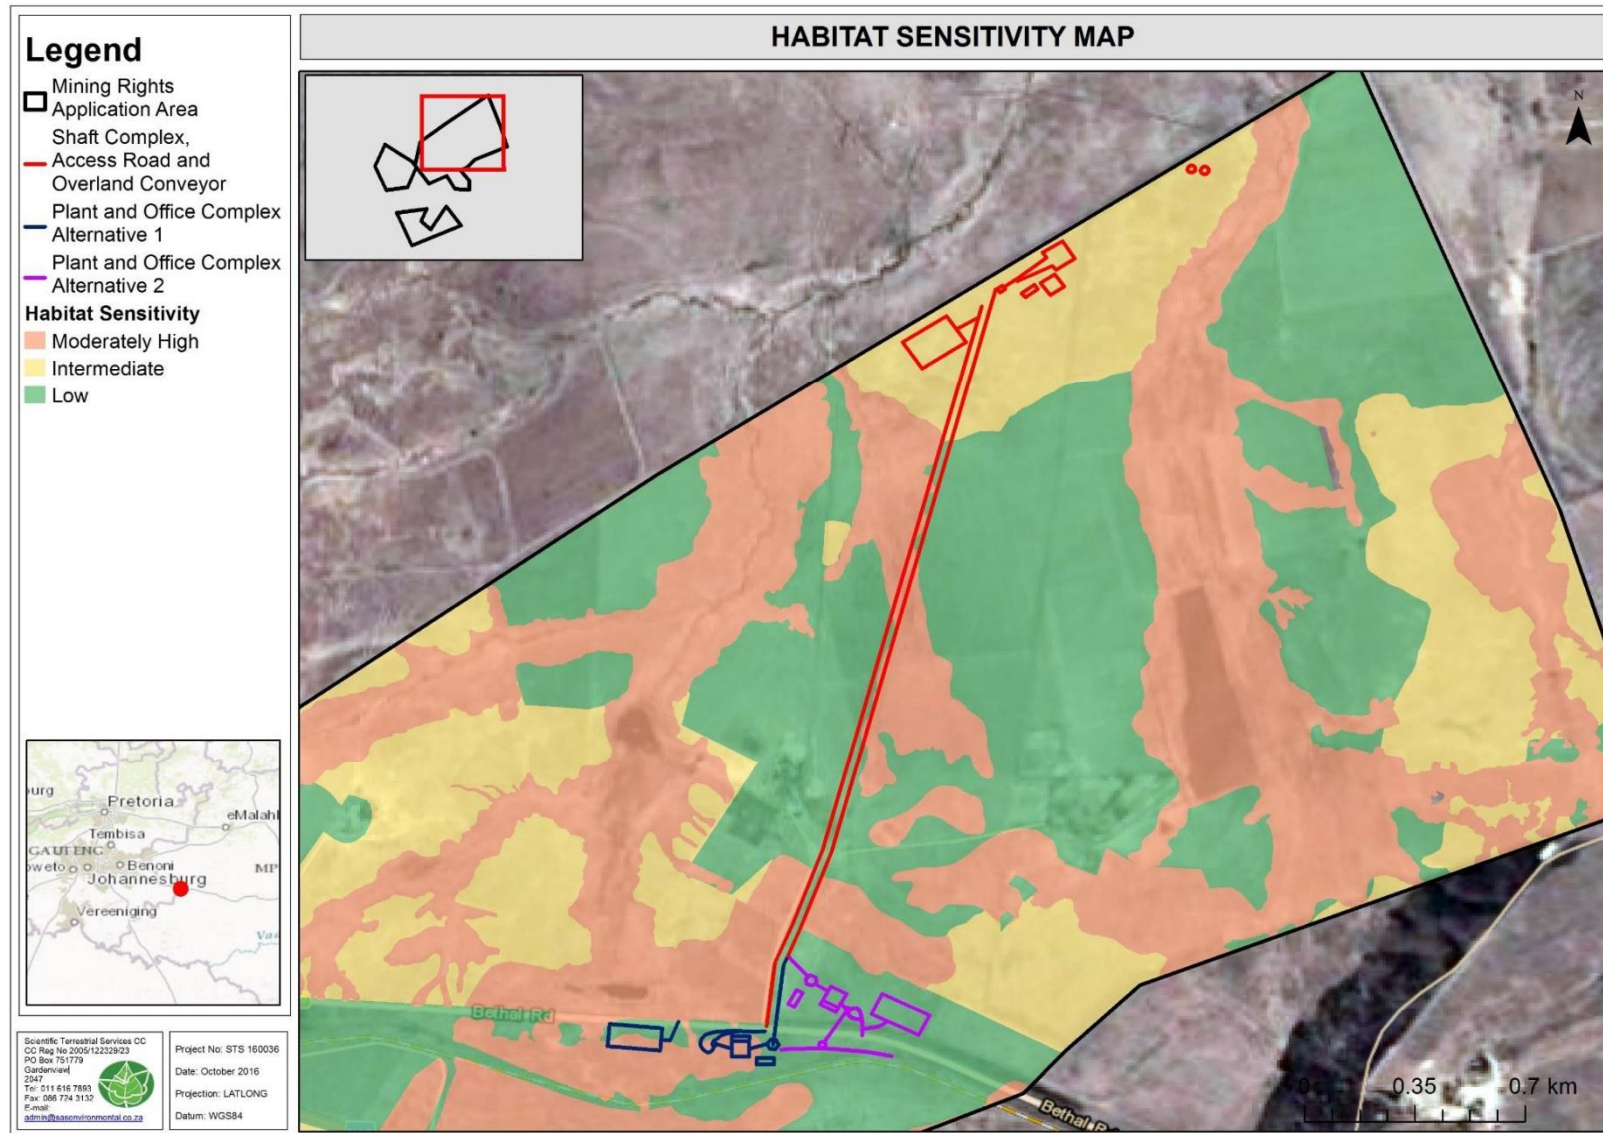 HABITAT SENSITIVITY MAP
Legend
Mining Rights
Application Area
Shaft Complex,
Access Road and
Overland Conveyor
Plant and Office Complex
Alternative 1
Plant and Office Complex
Alternative 2
Habitat Sensitivity
Moderately High
Intermediate
Low
N
Bethal Rd
0 0.35 0.7 km
urg
Pretoria
eMalahl
Tembisa
GAUTENG
oweto
Benoni
MP
Johannesburg
Vereeniging
Vaa
Scientific Terrestrial Services CC
CC Reg No 2005/122329/23
PO Box 751779
Gardenview
2047
Tel: 011 616 7893
Fax: 086 724 3132
E-mail:
admin@sasenvironmental.co.za
Project No: STS 160036
Date: October 2016
Projection: LATLONG
Datum: WGS84